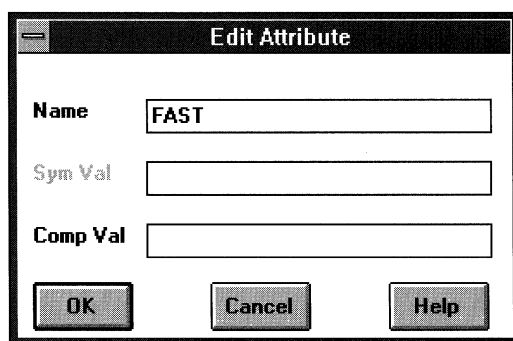 Edit Attribute
Name FAST
Sym Val
Comp Val
OK Cancel Help